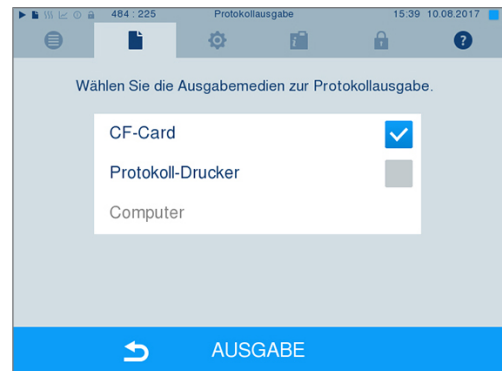 484 : 225 Protokollausgabe 15:39 10.08.2017
Wählen Sie die Ausgabemedien zur Protokollausgabe.
CF-Card
Protokoll-Drucker
Computer
AUSGABE